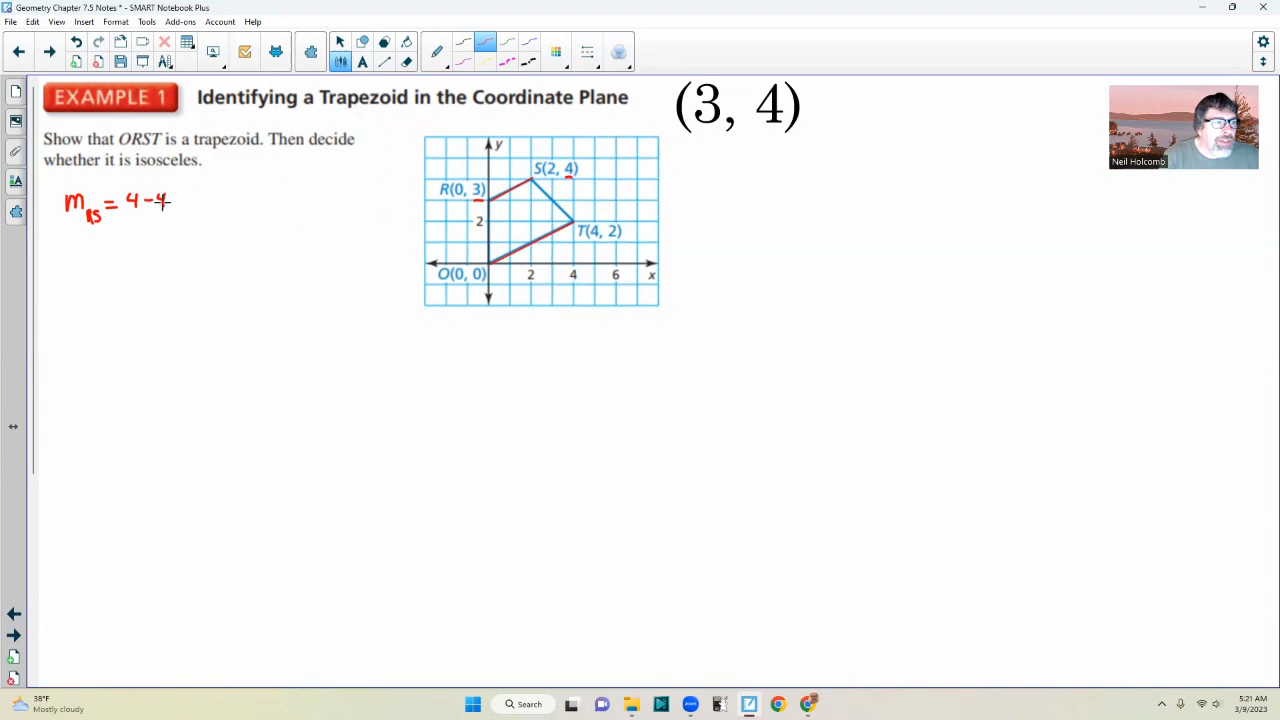 Geometry Chapter 7.5 Notes * - SMART Notebook Plus
File Edit View Insert Format Tools Add-ons Account Help
EXAMPLE 1 Identifying a Trapezoid in the Coordinate Plane
(3, 4)
Show that ORST is a trapezoid. Then decide
whether it is isosceles.
m RS = 4 - 4
y
S(2, 4)
R(0, 3)
2
T(4, 2)
O(0, 0)
2 4 6 x
Neil Holcomb
38°F
Mostly cloudy
Search
5:21 AM
3/9/2023